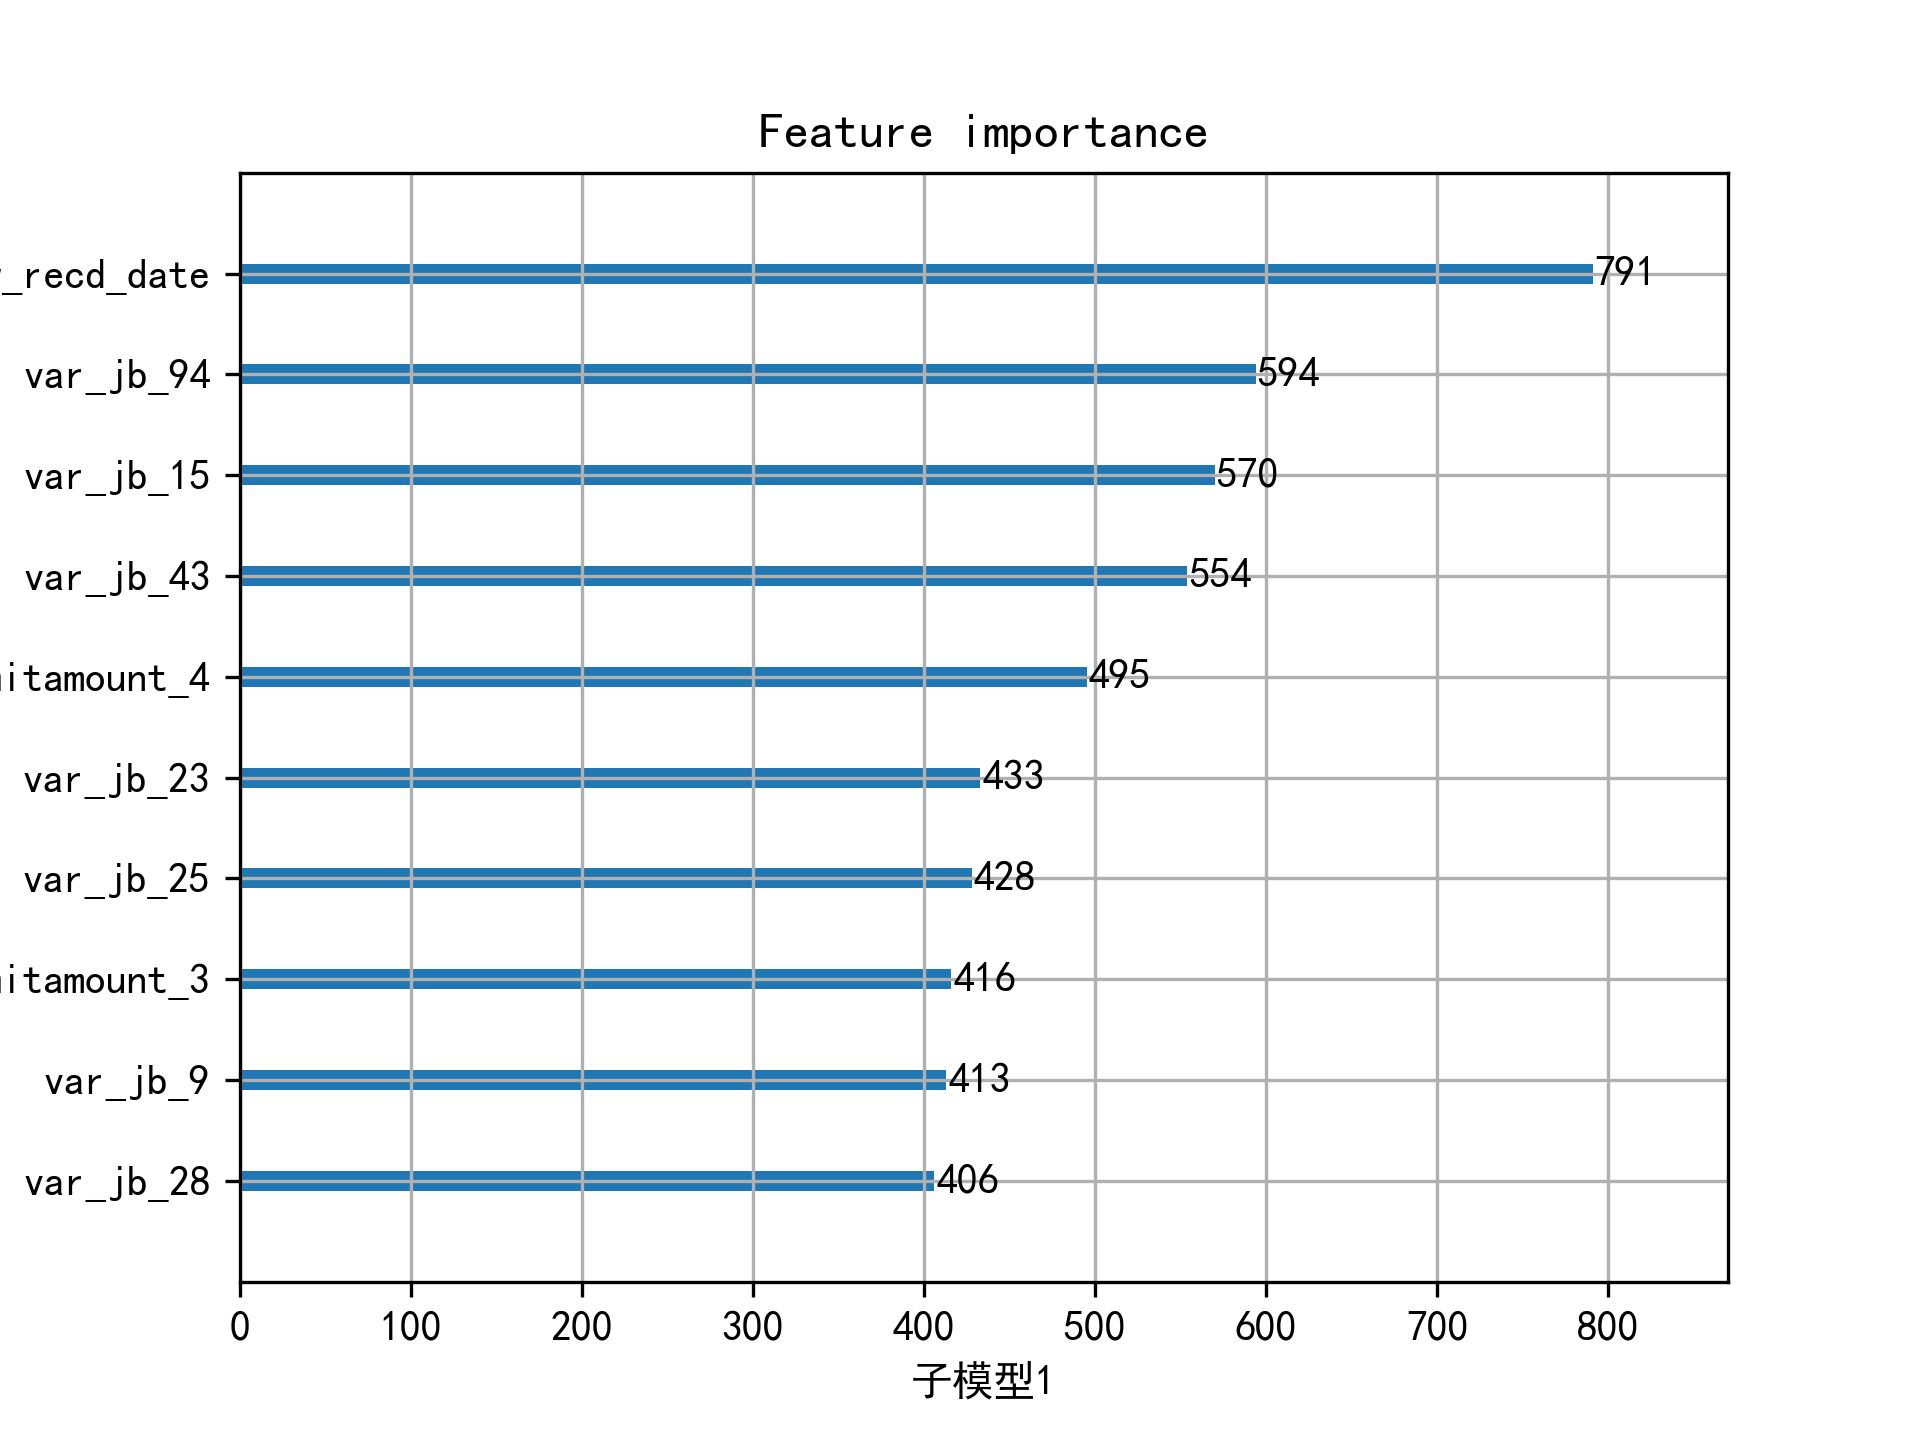 Feature importance
_recd_date 791
var_jb_94 594
var_jb_15 570
var_jb_43 554
itamount_4 495
var_jb_23 433
var_jb_25 428
itamount_3 416
var_jb_9 413
var_jb_28 406
0 100 200 300 400 500 600 700 800
子模型1